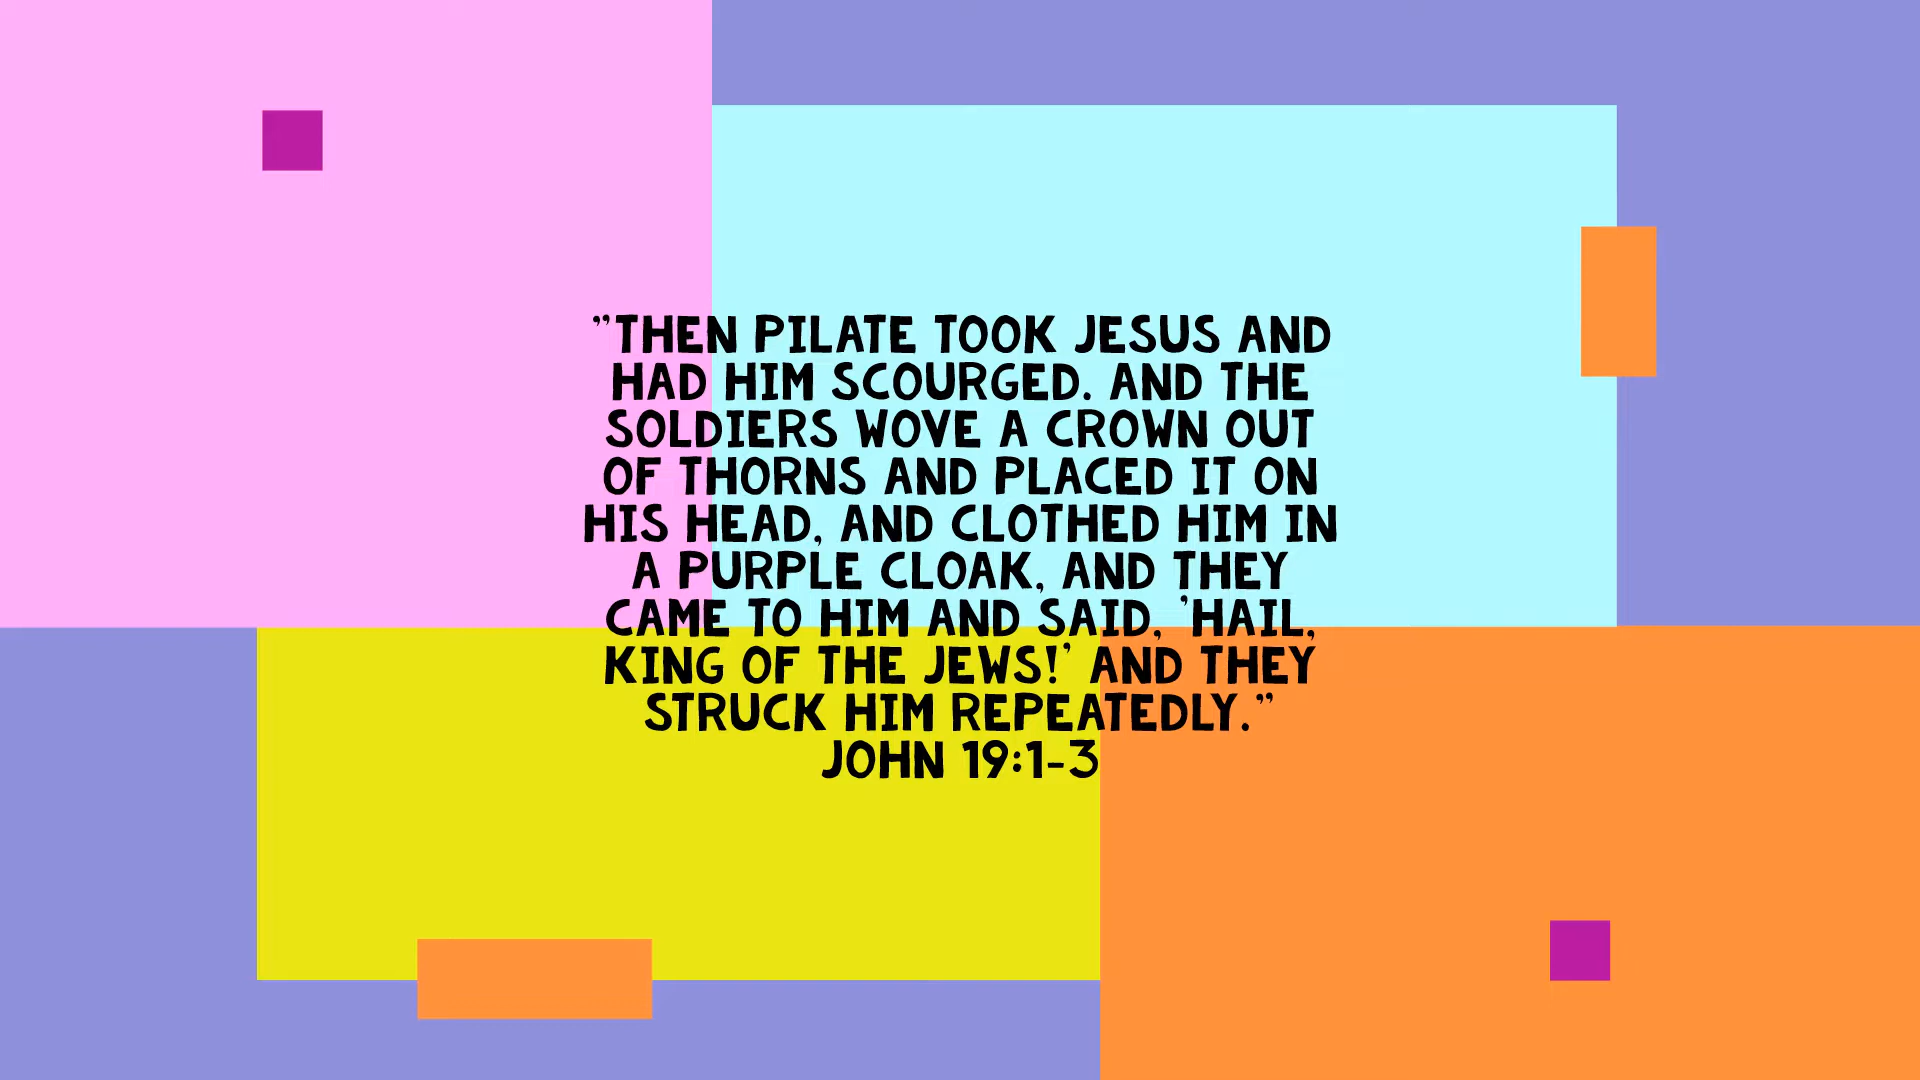 ”THEN PILATE TOOK JESUS AND
HAD HIM SCOURGED. AND THE
SOLDIERS WOVE A CROWN OUT
OF THORNS AND PLACED IT ON
HIS HEAD, AND CLOTHED HIM IN
A PURPLE CLOAK, AND THEY
CAME TO HIM AND SAID, ’HAIL,
KING OF THE JEWS!’ AND THEY
STRUCK HIM REPEATEDLY.”
JOHN 19:1-3